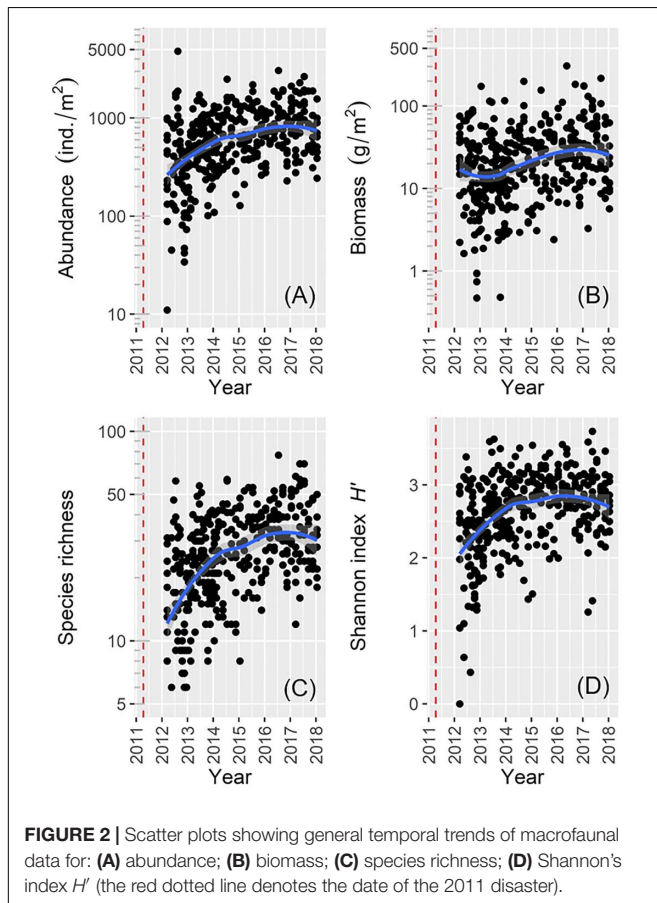 Abundance (ind./m²)
5000
1000
100
10
(A)
2011 2012 2013 2014 2015 2016 2017 2018
Year
Biomass (g/m²)
500
100
10
1
(B)
2011 2012 2013 2014 2015 2016 2017 2018
Year
Species richness
100
50
10
5
(C)
2011 2012 2013 2014 2015 2016 2017 2018
Year
Shannon index H′
3
2
1
0
(D)
2011 2012 2013 2014 2015 2016 2017 2018
Year
FIGURE 2 | Scatter plots showing general temporal trends of macrofaunal
data for: (A) abundance; (B) biomass; (C) species richness; (D) Shannon's
index H′ (the red dotted line denotes the date of the 2011 disaster).